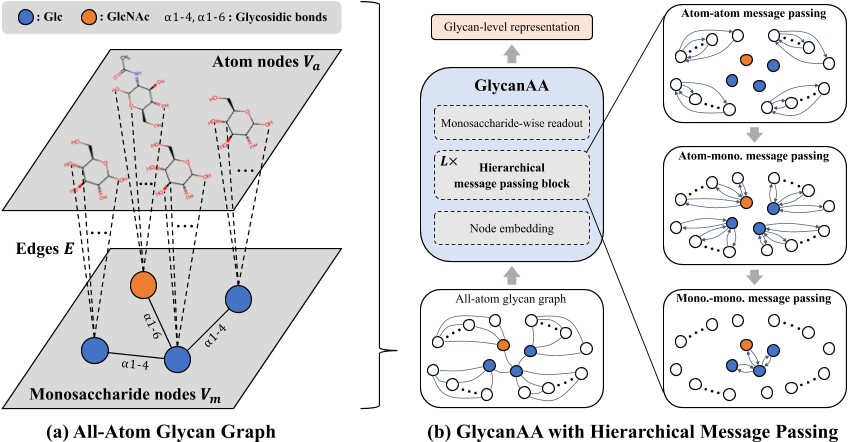 : Glc
: GlcNAc
α1-4, α1-6 : Glycosidic bonds
Atom nodes Va
Edges E
α1-6
α1-4
α1-4
Monosaccharide nodes Vm
(a) All-Atom Glycan Graph
Glycan-level representation
GlycanAA
Monosaccharide-wise readout
L×
Hierarchical
message passing block
Node embedding
All-atom glycan graph
Atom-atom message passing
Atom-mono. message passing
Mono.-mono. message passing
(b) GlycanAA with Hierarchical Message Passing